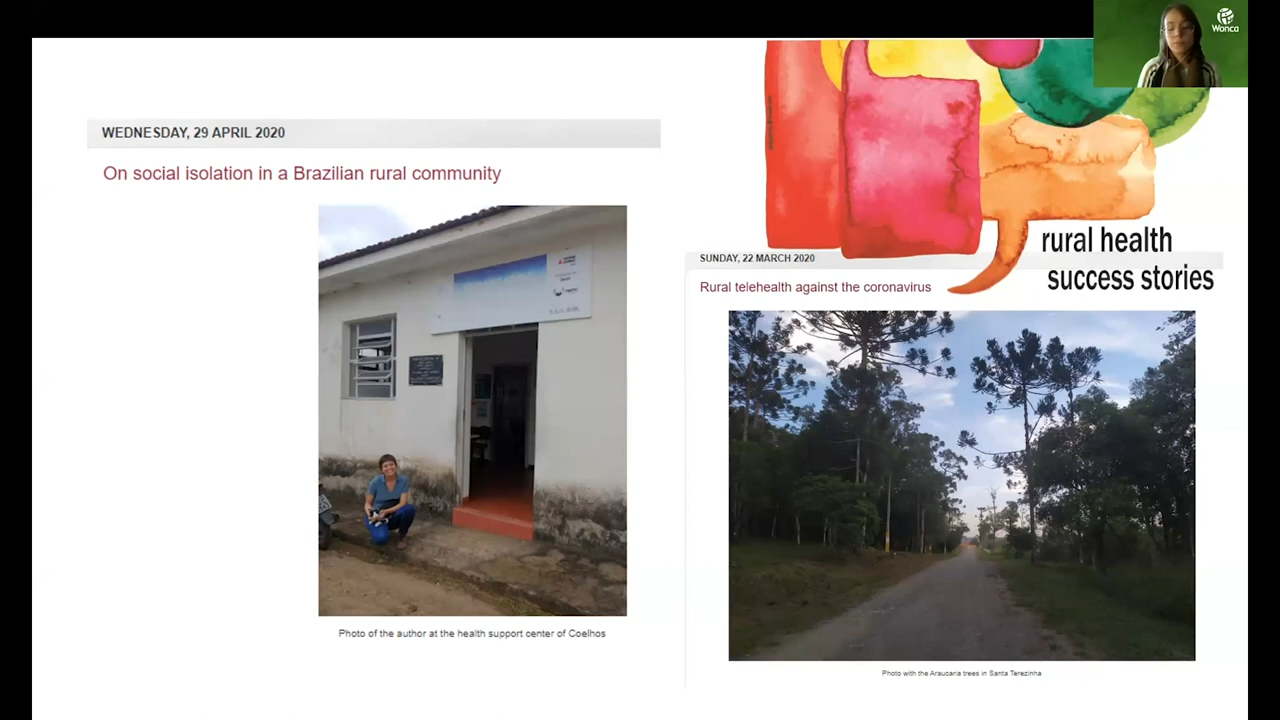 Wonca
WEDNESDAY, 29 APRIL 2020
On social isolation in a Brazilian rural community
rural health
success stories
SUNDAY, 22 MARCH 2020
Rural telehealth against the coronavirus
Photo of the author at the health support center of Coelhos
Photo with the Araucaria trees in Santa Terezinha